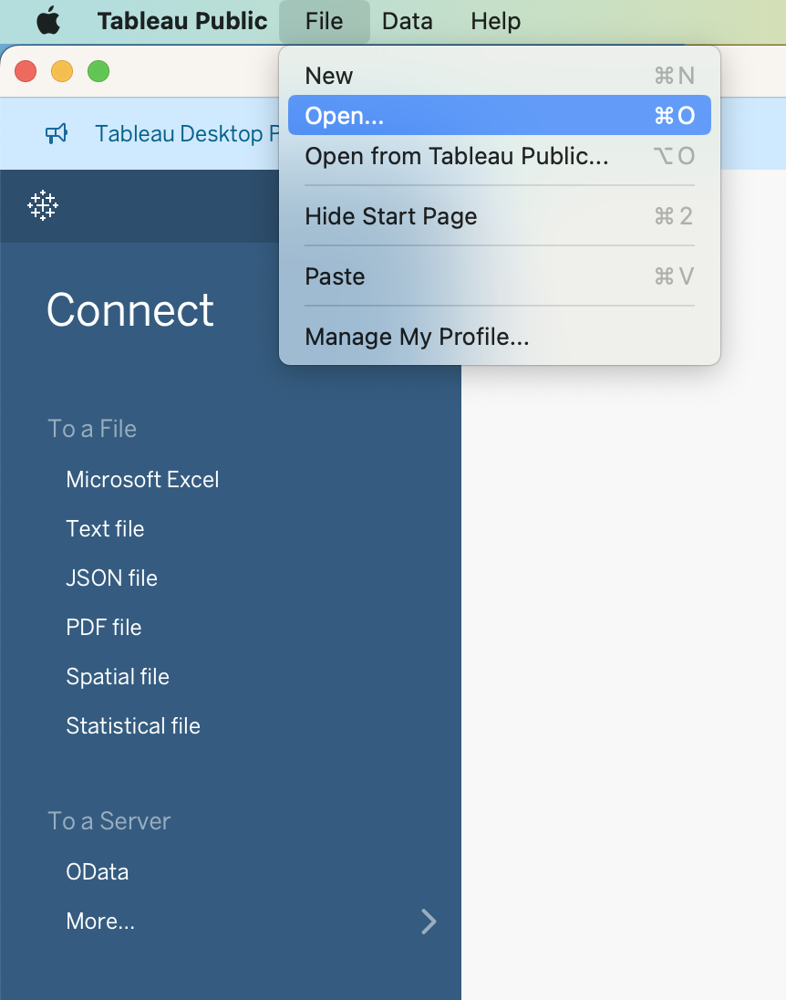 Tableau Public File Data Help
New ⌘N
Open... ⌘O
Open from Tableau Public... ⌥O
Hide Start Page ⌘2
Paste ⌘V
Manage My Profile...
Tableau Desktop
Connect
To a File
Microsoft Excel
Text file
JSON file
PDF file
Spatial file
Statistical file
To a Server
OData
More...